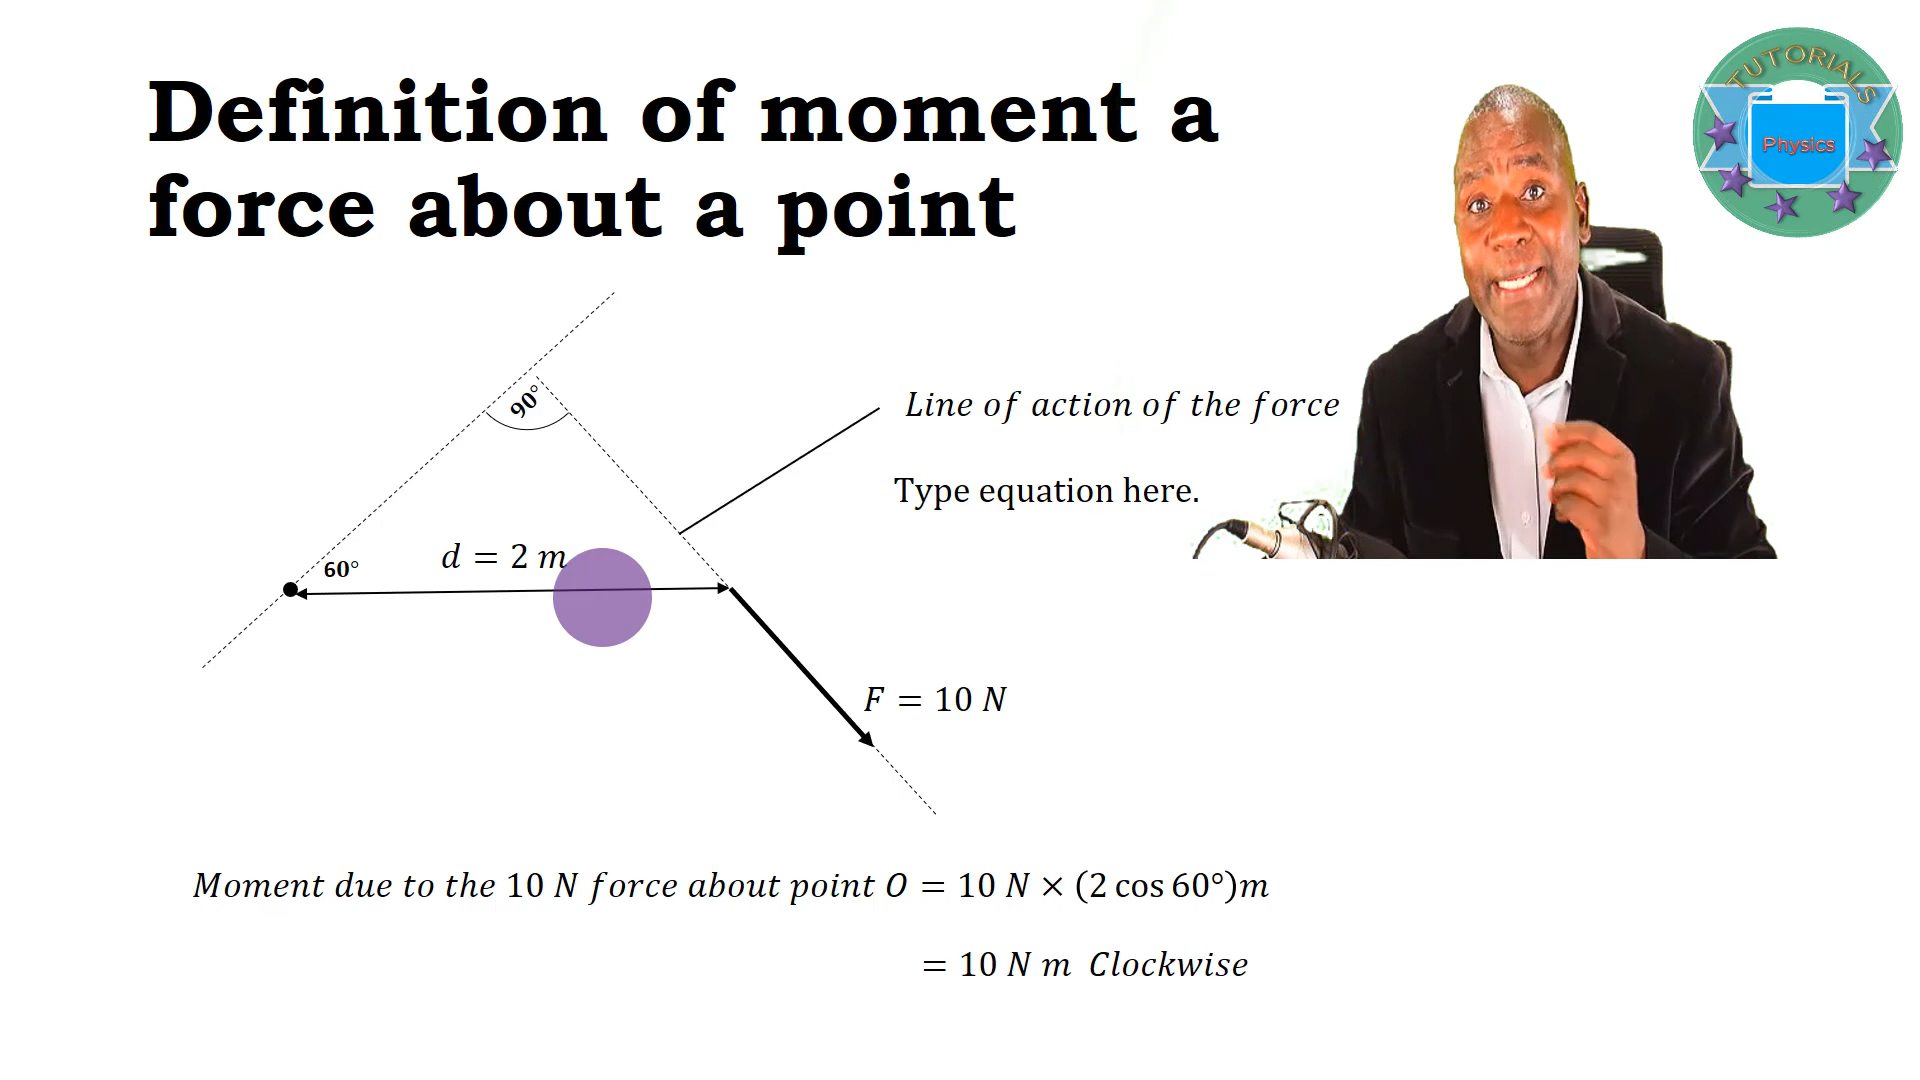 Definition of moment a
force about a point
TUTORIALS
Physics
90°
Line of action of the force
Type equation here.
d = 2 m
60°
F = 10 N
Moment due to the 10 N force about point O = 10 N × (2 cos 60°)m
= 10 N m Clockwise